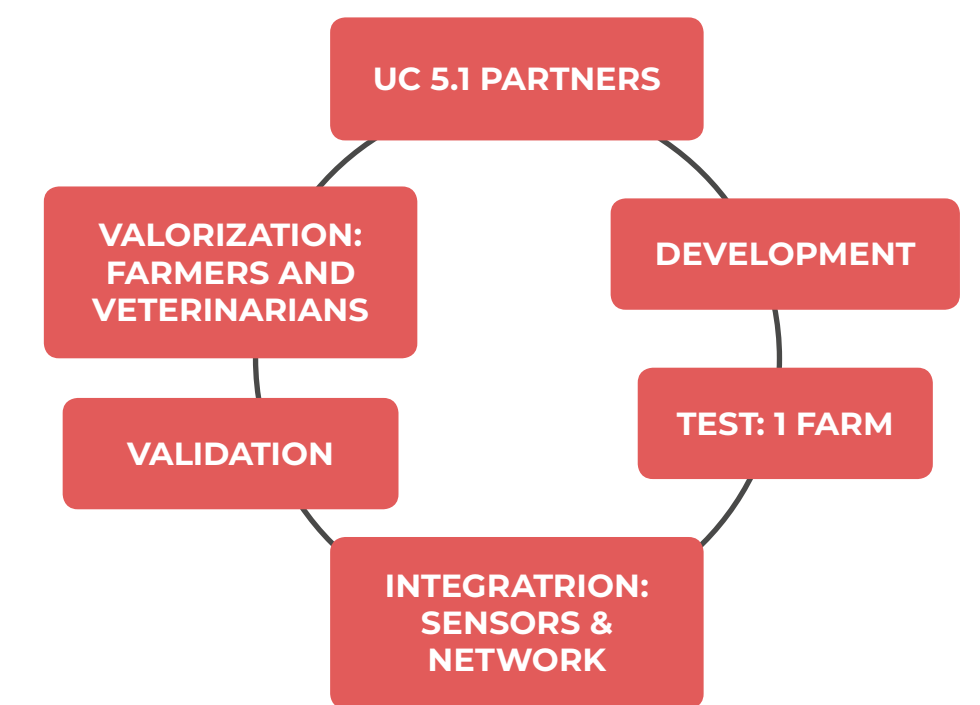 UC 5.1 PARTNERS
DEVELOPMENT
TEST: 1 FARM
INTEGRATRION:
SENSORS &
NETWORK
VALIDATION
VALORIZATION:
FARMERS AND
VETERINARIANS